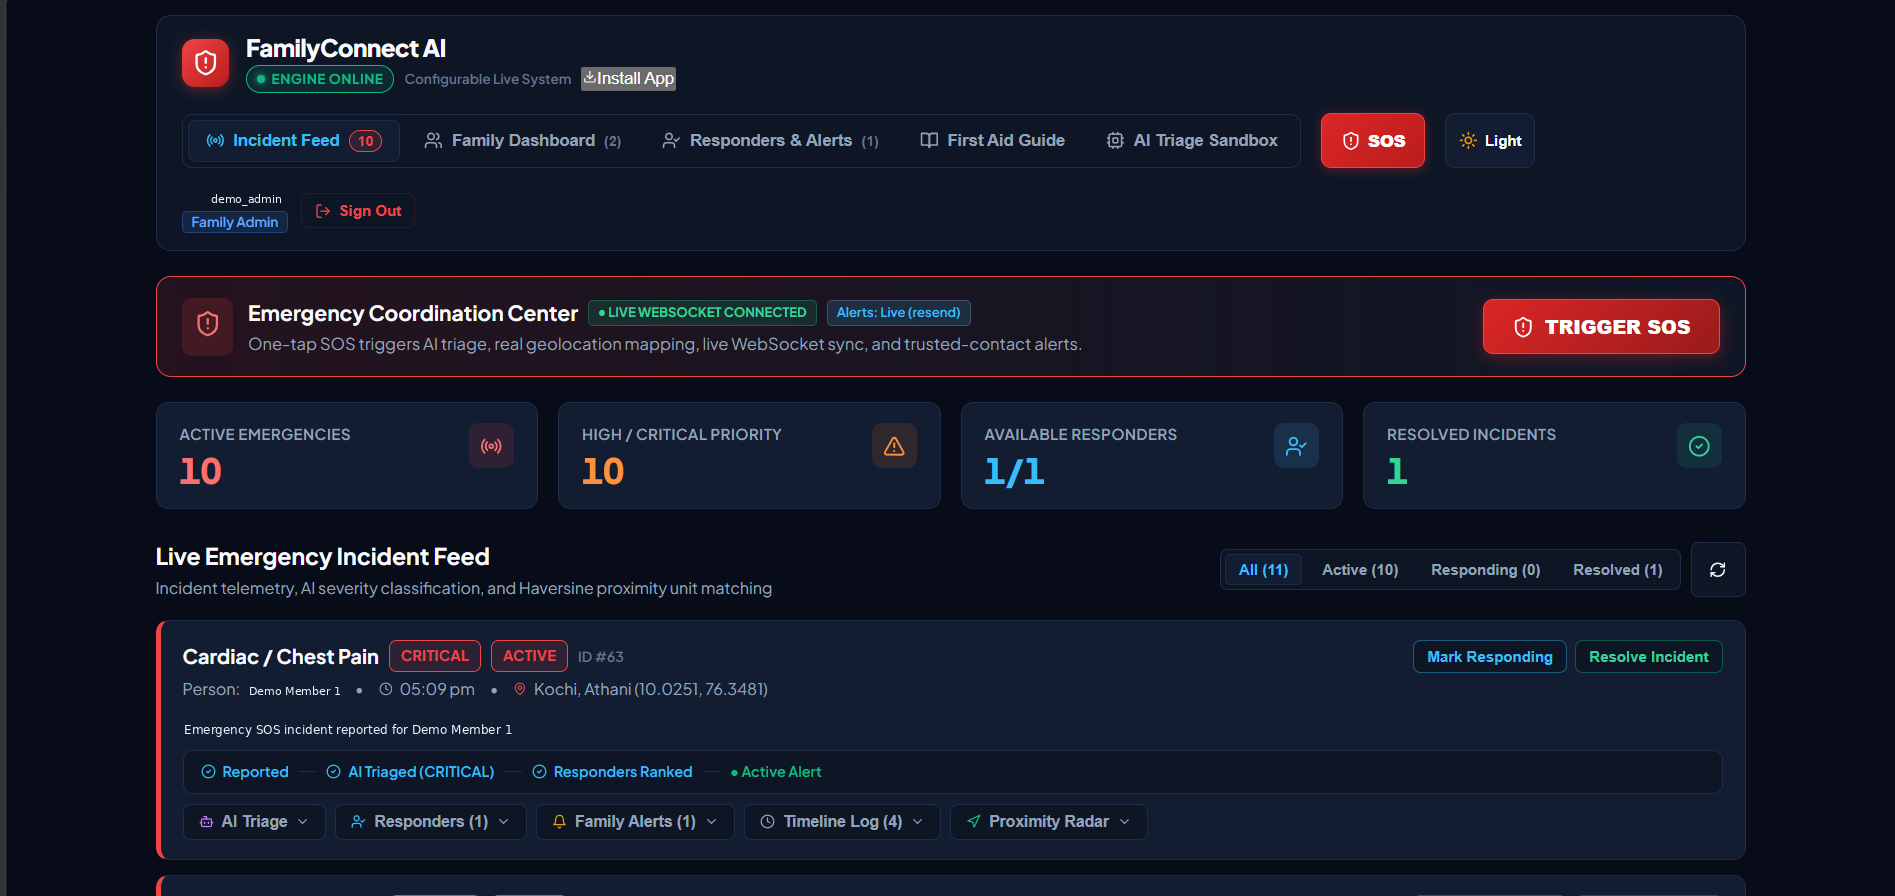 FamilyConnect AI
ENGINE ONLINE Configurable Live System Install App
Incident Feed 10 Family Dashboard (2) Responders & Alerts (1) First Aid Guide AI Triage Sandbox SOS Light
demo_admin
Family Admin Sign Out
Emergency Coordination Center • LIVE WEBSOCKET CONNECTED Alerts: Live (resend)
One-tap SOS triggers AI triage, real geolocation mapping, live WebSocket sync, and trusted-contact alerts.
TRIGGER SOS
ACTIVE EMERGENCIES
10
HIGH / CRITICAL PRIORITY
10
AVAILABLE RESPONDERS
1/1
RESOLVED INCIDENTS
1
Live Emergency Incident Feed
Incident telemetry, AI severity classification, and Haversine proximity unit matching
All (11) Active (10) Responding (0) Resolved (1)
Cardiac / Chest Pain CRITICAL ACTIVE ID #63 Mark Responding Resolve Incident
Person: Demo Member 1 • 05:09 pm • Kochi, Athani (10.0251, 76.3481)
Emergency SOS incident reported for Demo Member 1
Reported AI Triaged (CRITICAL) Responders Ranked • Active Alert
AI Triage Responders (1) Family Alerts (1) Timeline Log (4) Proximity Radar